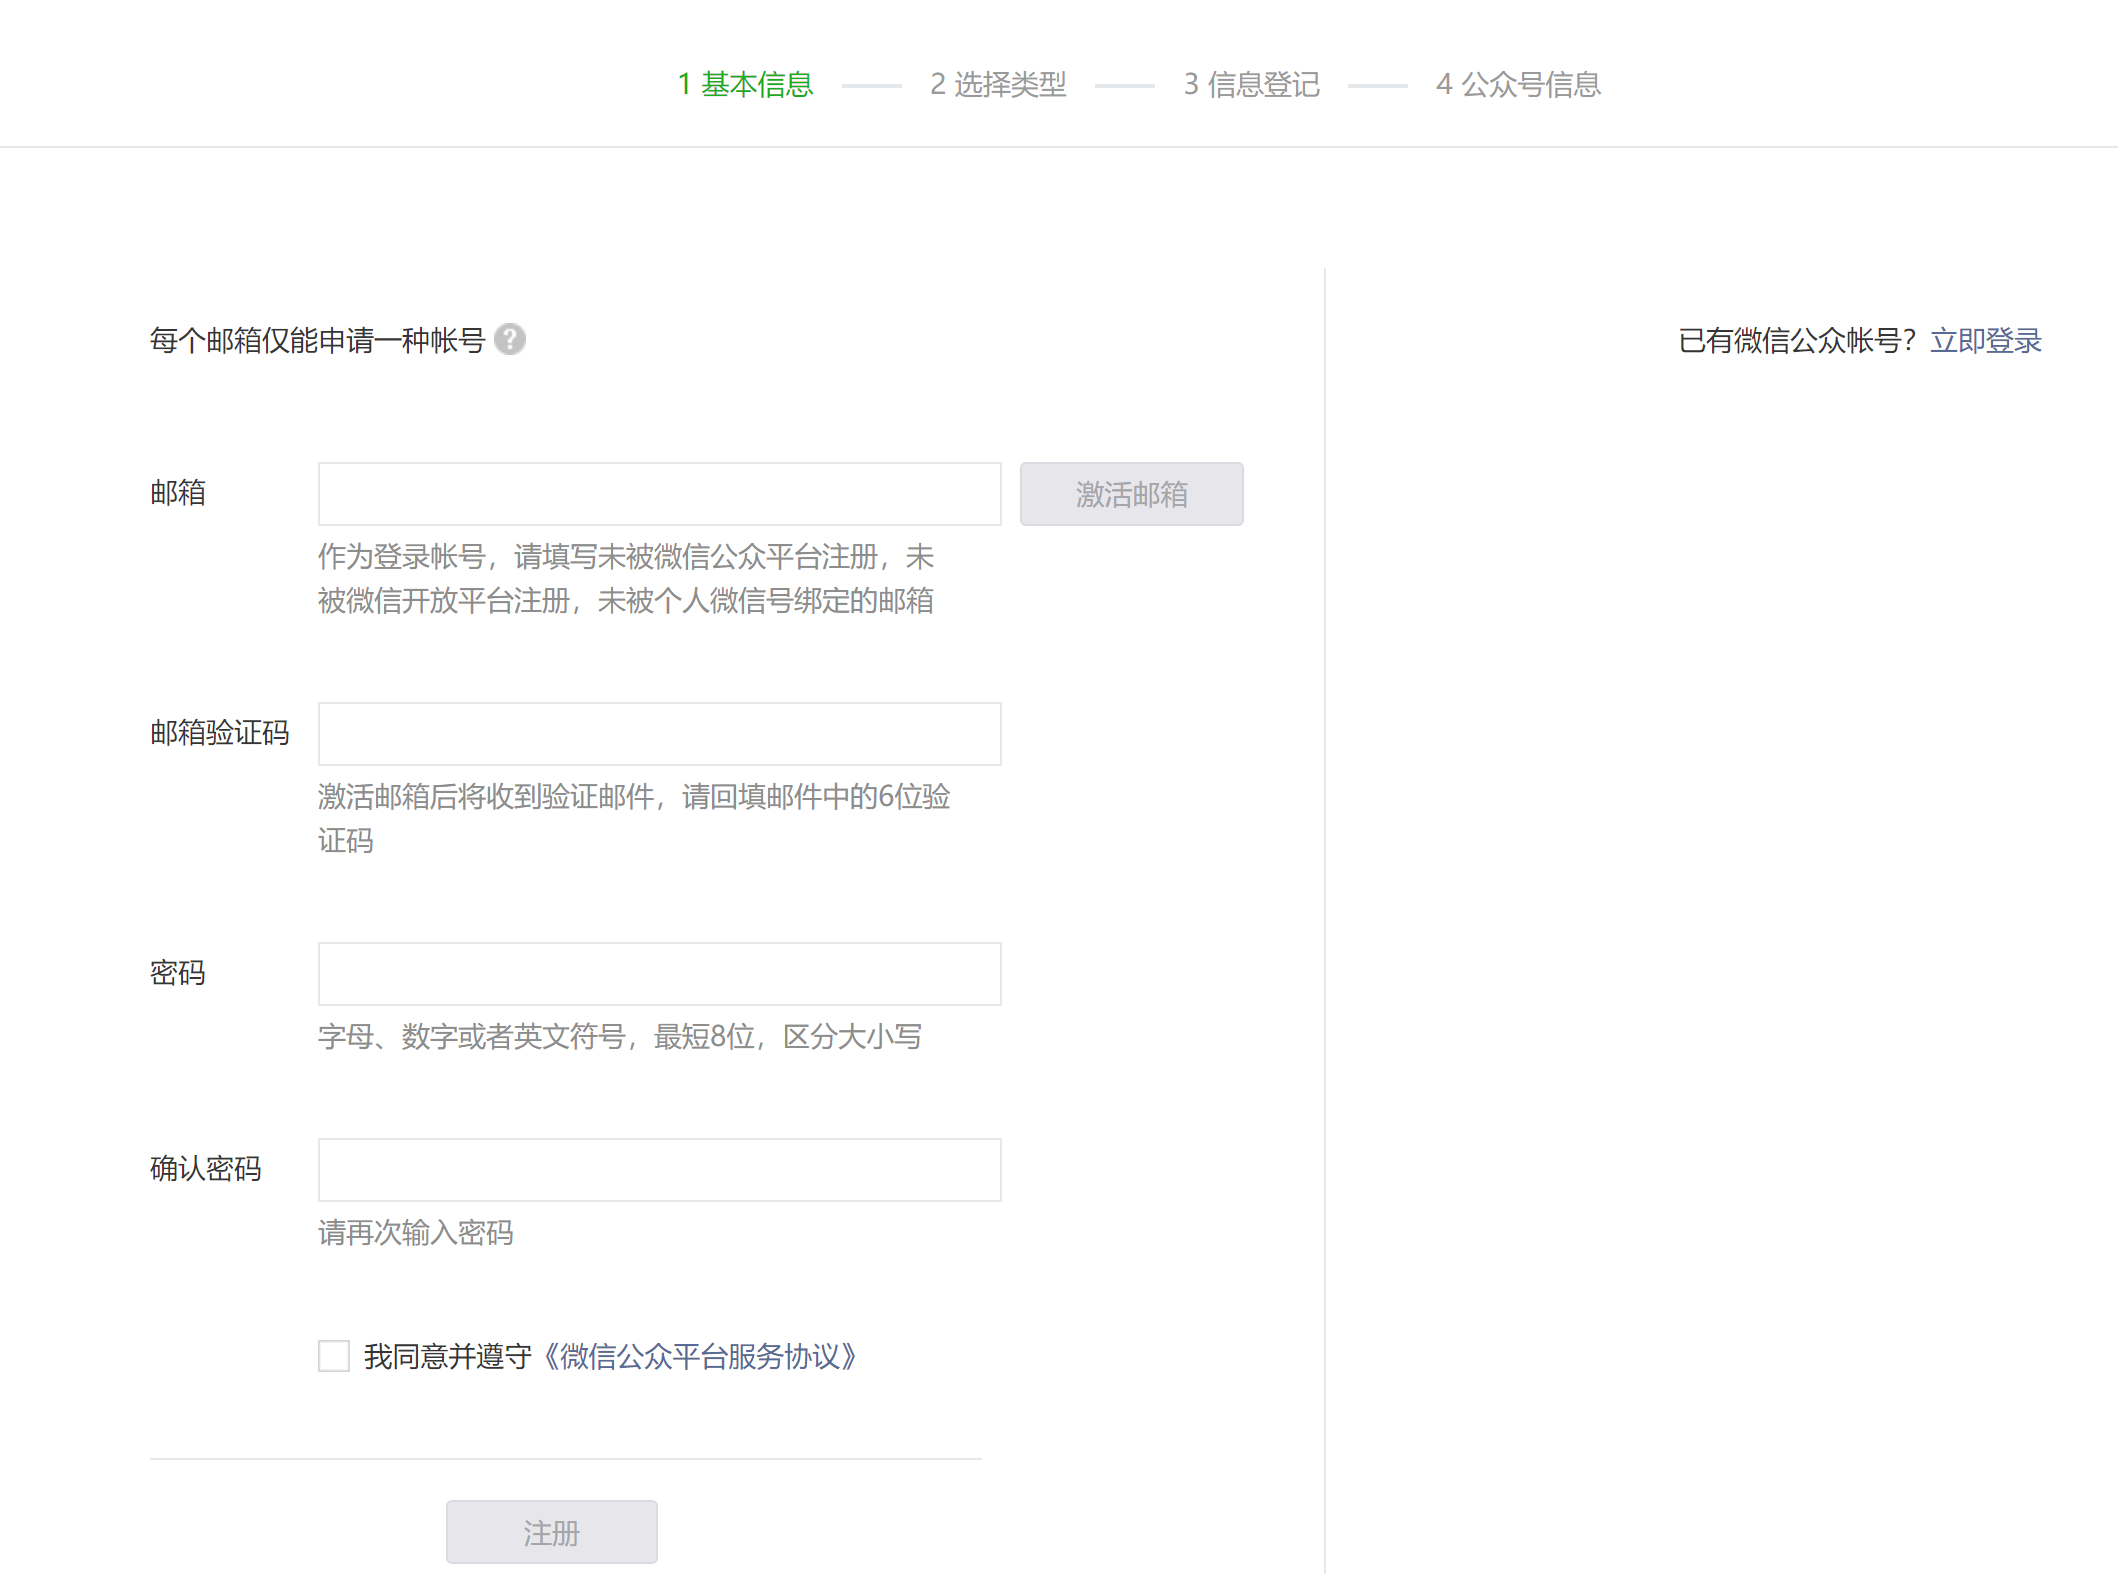 1 基本信息 2 选择类型 3 信息登记 4 公众号信息
每个邮箱仅能申请一种帐号 ?
已有微信公众帐号？立即登录
邮箱
激活邮箱
作为登录帐号，请填写未被微信公众平台注册，未
被微信开放平台注册，未被个人微信号绑定的邮箱
邮箱验证码
激活邮箱后将收到验证邮件，请回填邮件中的6位验
证码
密码
字母、数字或者英文符号，最短8位，区分大小写
确认密码
请再次输入密码
我同意并遵守《微信公众平台服务协议》
注册